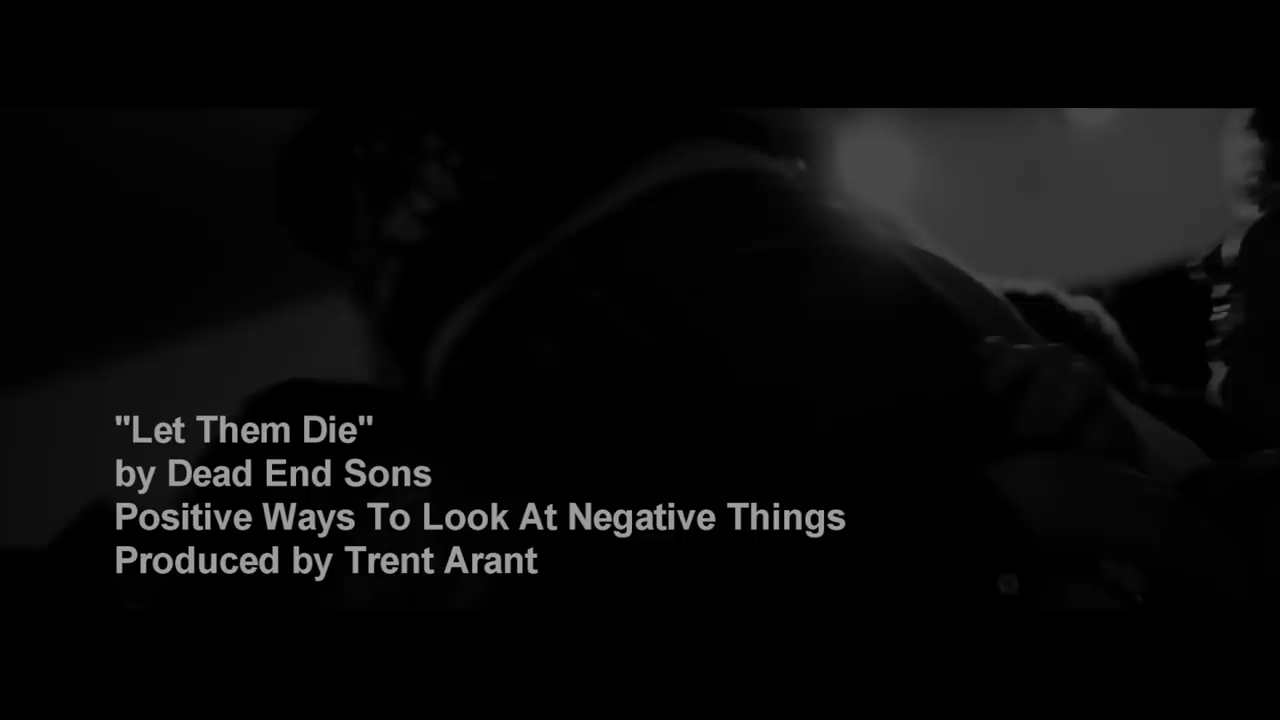 "Let Them Die"
by Dead End Sons
Positive Ways To Look At Negative Things
Produced by Trent Arant